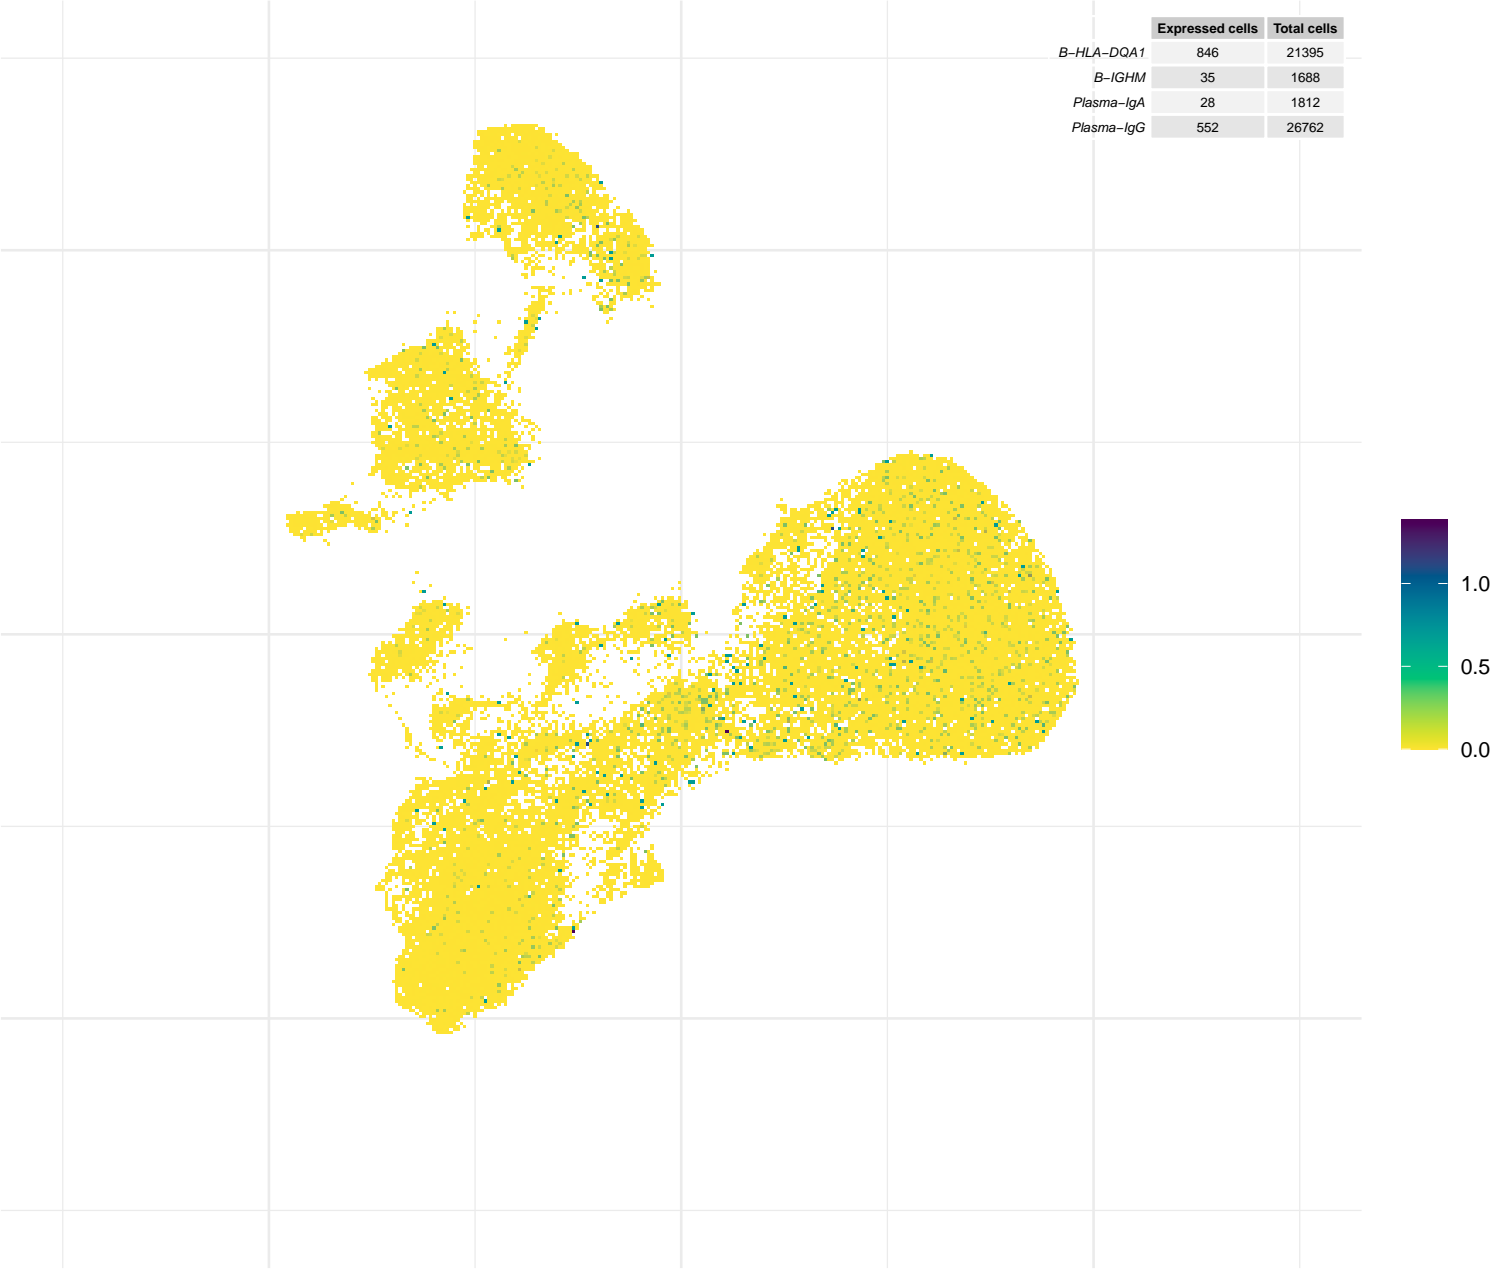 Expressed cells Total cells
B−HLA−DQA1 846 21395
B−IGHM 35 1688
Plasma−IgA 28 1812
Plasma−IgG 552 26762
1.0
0.5
0.0